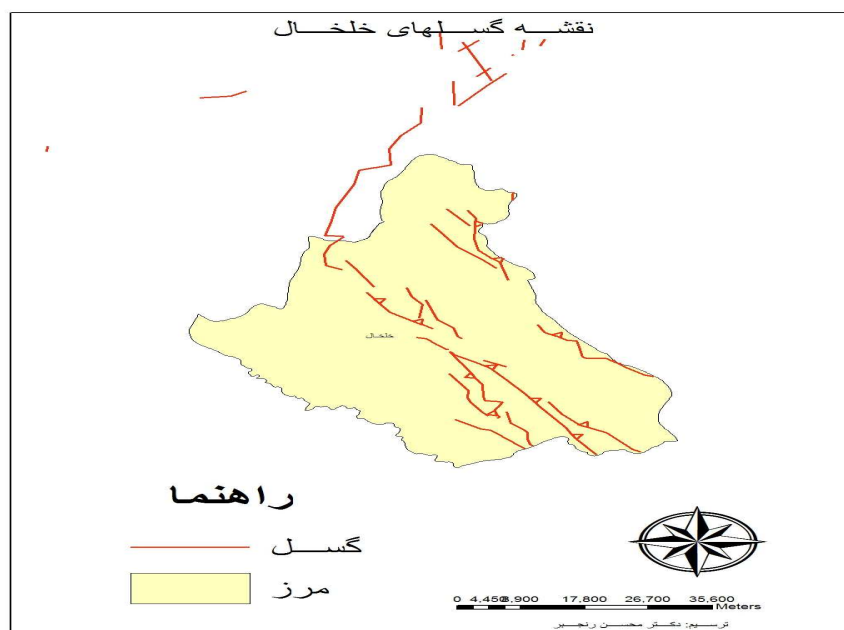 نقشه گسلهای خلخال
خلخال
راهنما
گسل
مرز
0 4,450 8,900 17,800 26,700 35,600
Meters
ترسیم: دکتر محسن رنجبر